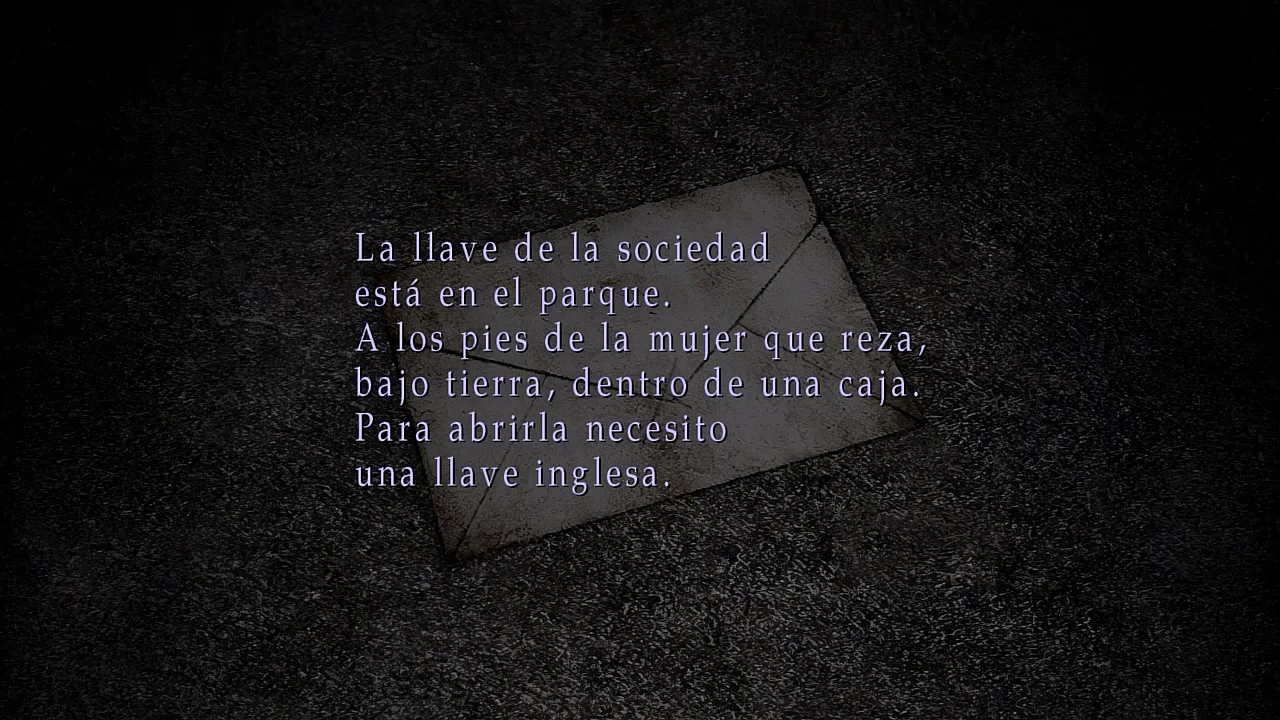 La llave de la sociedad
está en el parque.
A los pies de la mujer que reza,
bajo tierra, dentro de una caja.
Para abrirla necesito
una llave inglesa.